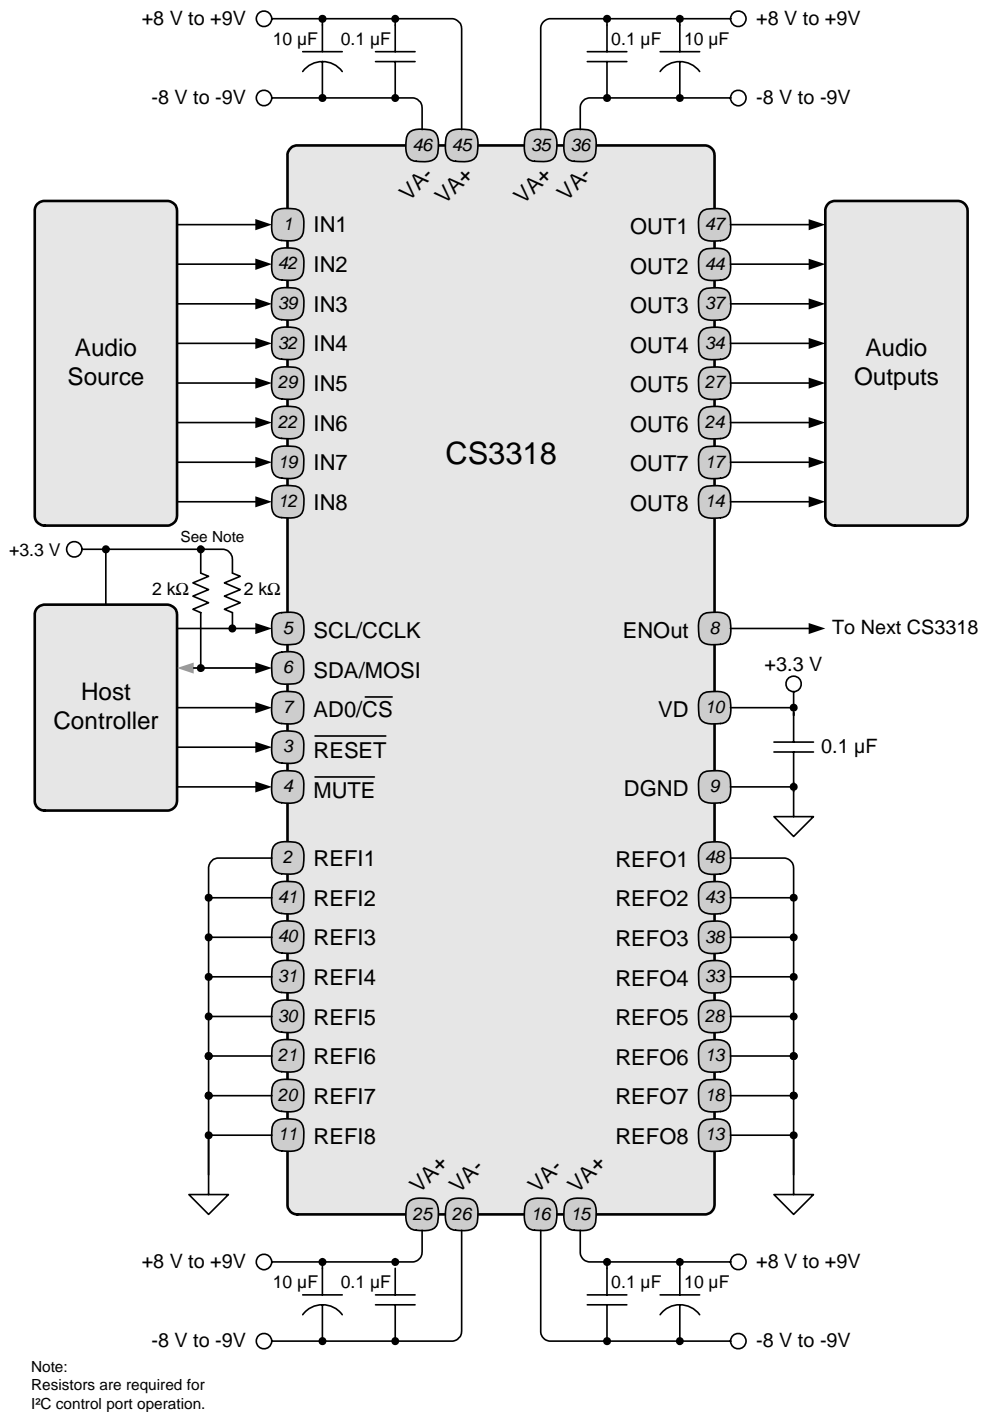 +8 V to +9V
10 µF 0.1 µF
-8 V to -9V
+8 V to +9V
0.1 µF 10 µF
-8 V to -9V
46 45 35 36
VA- VA+ VA+ VA-
Audio
Source
1 IN1
42 IN2
39 IN3
32 IN4
29 IN5
22 IN6
19 IN7
12 IN8
CS3318
OUT1 47
OUT2 44
OUT3 37
OUT4 34
OUT5 27
OUT6 24
OUT7 17
OUT8 14
Audio
Outputs
+3.3 V
See Note
2 kΩ 2 kΩ
Host
Controller
5 SCL/CCLK
6 SDA/MOSI
7 AD0/CS
3 RESET
4 MUTE
ENOut 8
To Next CS3318
+3.3 V
VD 10
0.1 µF
DGND 9
2 REFI1
41 REFI2
40 REFI3
31 REFI4
30 REFI5
21 REFI6
20 REFI7
11 REFI8
REFO1 48
REFO2 43
REFO3 38
REFO4 33
REFO5 28
REFO6 13
REFO7 18
REFO8 13
VA+ VA- VA- VA+
25 26 16 15
+8 V to +9V
10 µF 0.1 µF
-8 V to -9V
+8 V to +9V
0.1 µF 10 µF
-8 V to -9V
Note:
Resistors are required for
I²C control port operation.